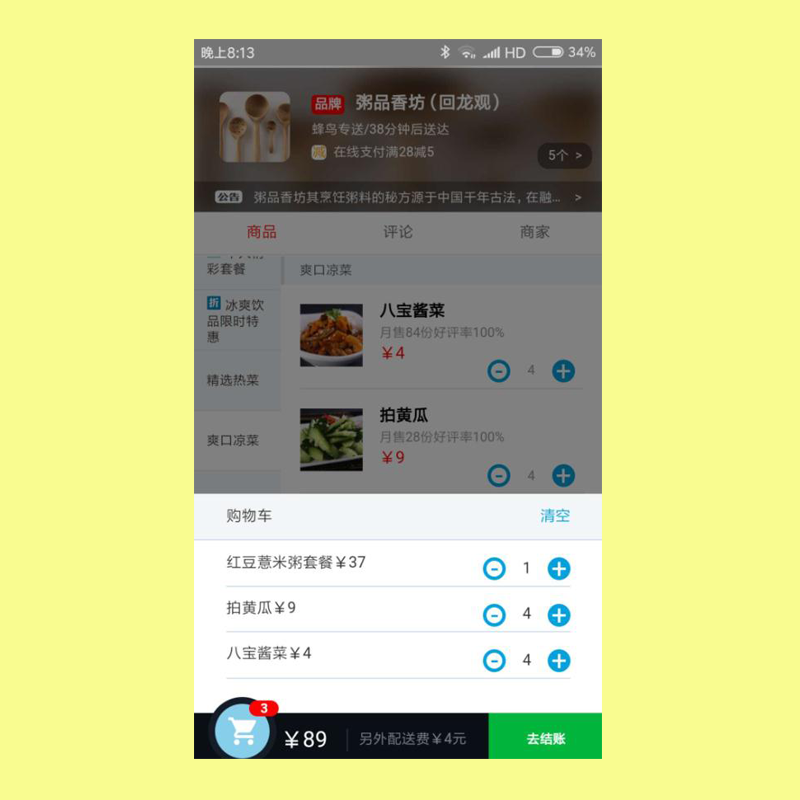 晚上8:13
HD 34%
品牌 粥品香坊（回龙观）
蜂鸟专送/38分钟后送达
减 在线支付满28减5
5个 >
公告 粥品香坊其烹饪粥料的秘方源于中国千年古法，在融... >
商品 评论 商家
彩套餐
爽口凉菜
折 冰爽饮
品限时特
惠
八宝酱菜
月售84份好评率100%
￥4
4
精选热菜
拍黄瓜
月售28份好评率100%
￥9
4
爽口凉菜
购物车 清空
红豆薏米粥套餐￥37 1
拍黄瓜￥9 4
八宝酱菜￥4 4
3
￥89 另外配送费￥4元 去结账